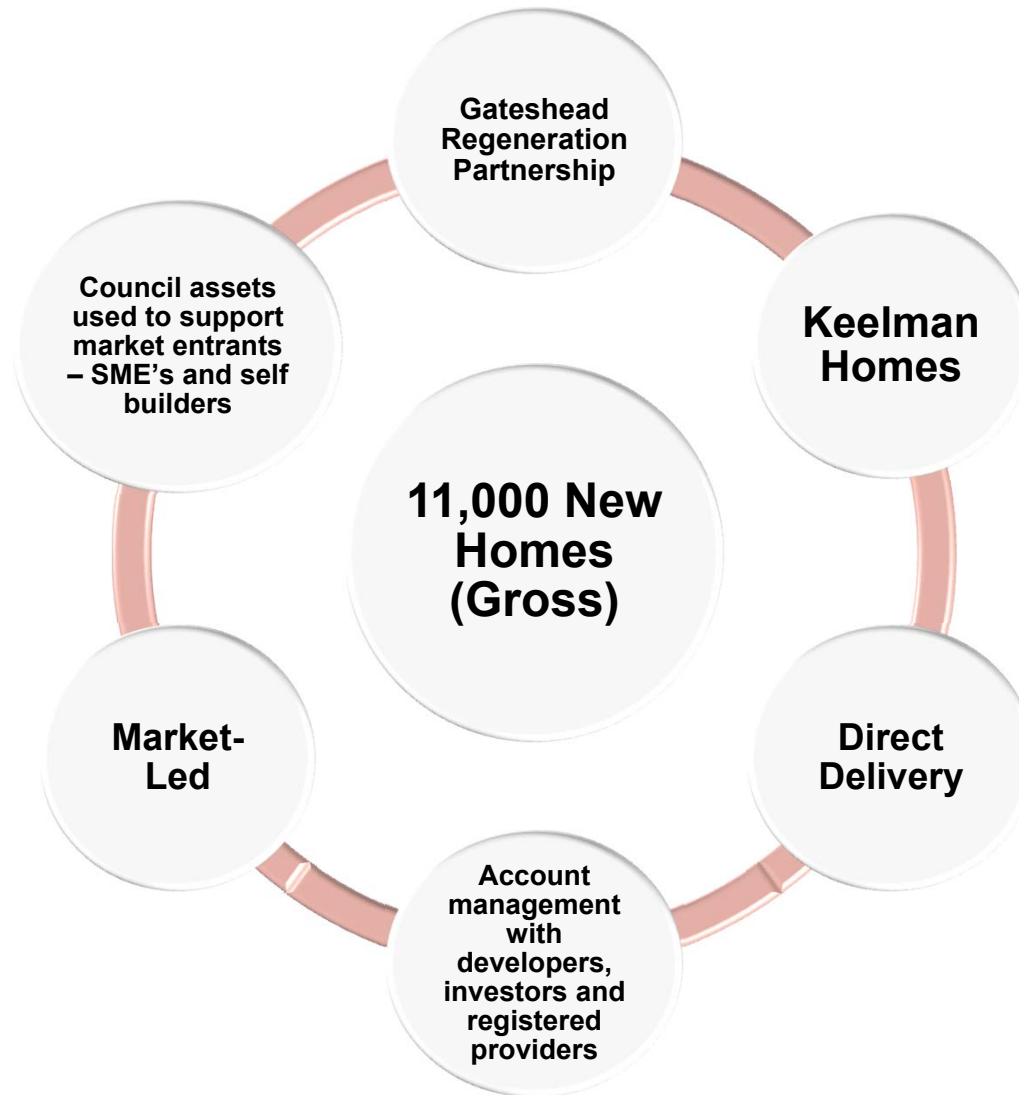 Gateshead
Regeneration
Partnership
Keelman
Homes
Direct
Delivery
Account
management
with
developers,
investors and
registered
providers
Market-
Led
Council assets
used to support
market entrants
– SME’s and self
builders
11,000 New
Homes
(Gross)